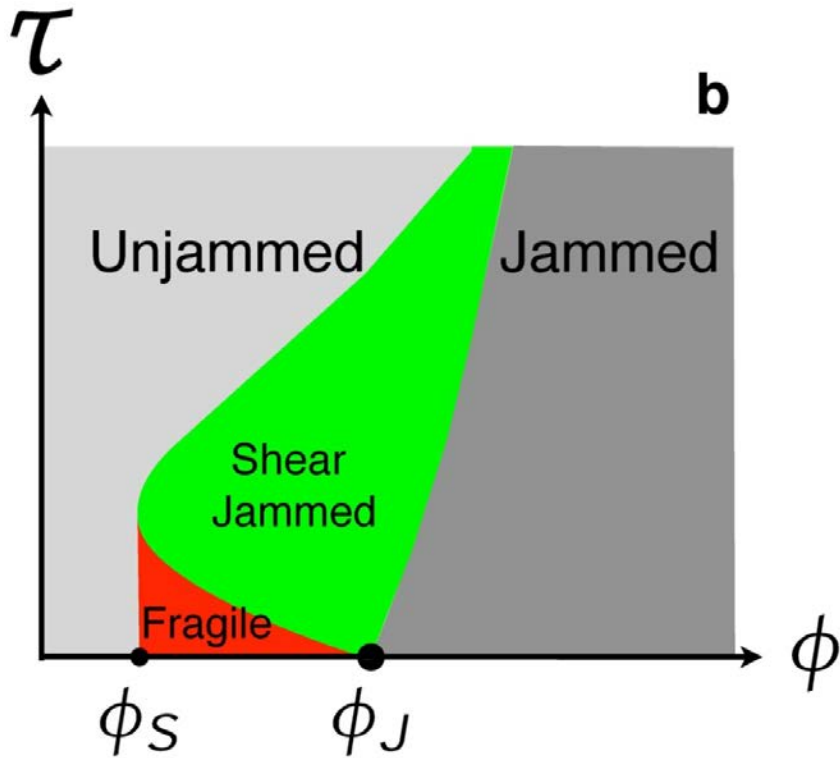 τ
b
Unjammed
Jammed
Shear
Jammed
Fragile
ϕ
ϕS
ϕJ